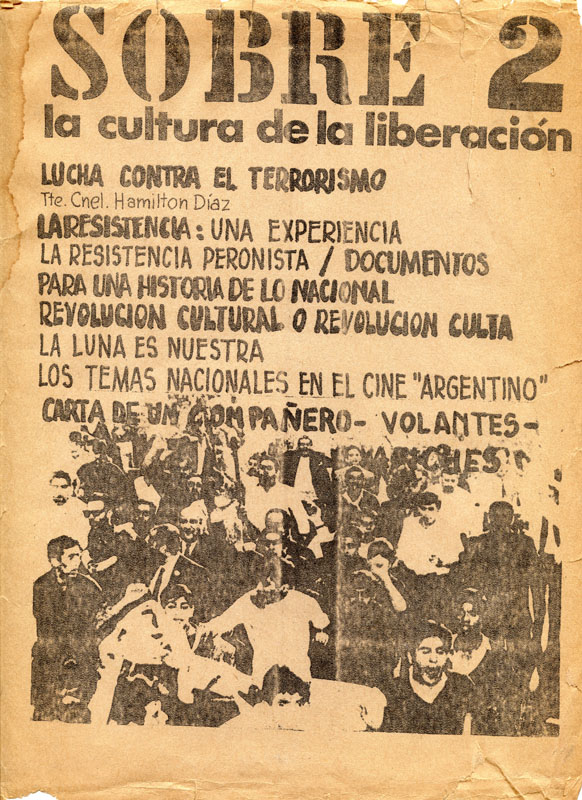 SOBRE 2
la cultura de la liberación
LUCHA CONTRA EL TERRORISMO
Tte. Cnel. Hamilton Díaz
LA RESISTENCIA: UNA EXPERIENCIA
LA RESISTENCIA PERONISTA / DOCUMENTOS
PARA UNA HISTORIA DE LO NACIONAL
REVOLUCION CULTURAL O REVOLUCION CULTA
LA LUNA ES NUESTRA
LOS TEMAS NACIONALES EN EL CINE "ARGENTINO"
CARTA DE UN COMPAÑERO- VOLANTES-